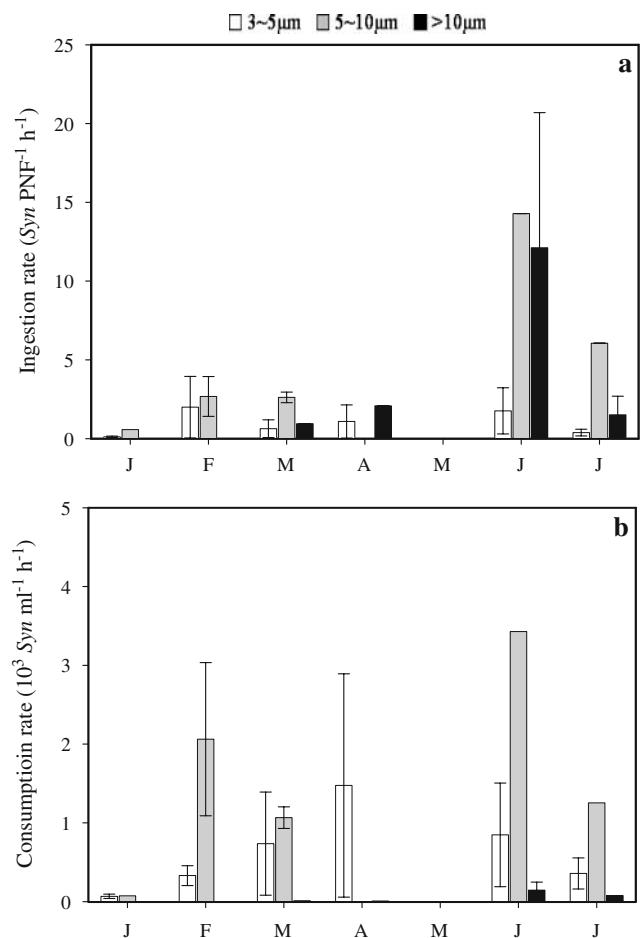 3~5μm 5~10μm >10μm
a
25
20
15
10
5
0
Ingestion rate (Syn PNF⁻¹ h⁻¹)
J F M A M J J
b
5
4
3
2
1
0
Consumptioin rate (10³ Syn ml⁻¹ h⁻¹)
J F M A M J J